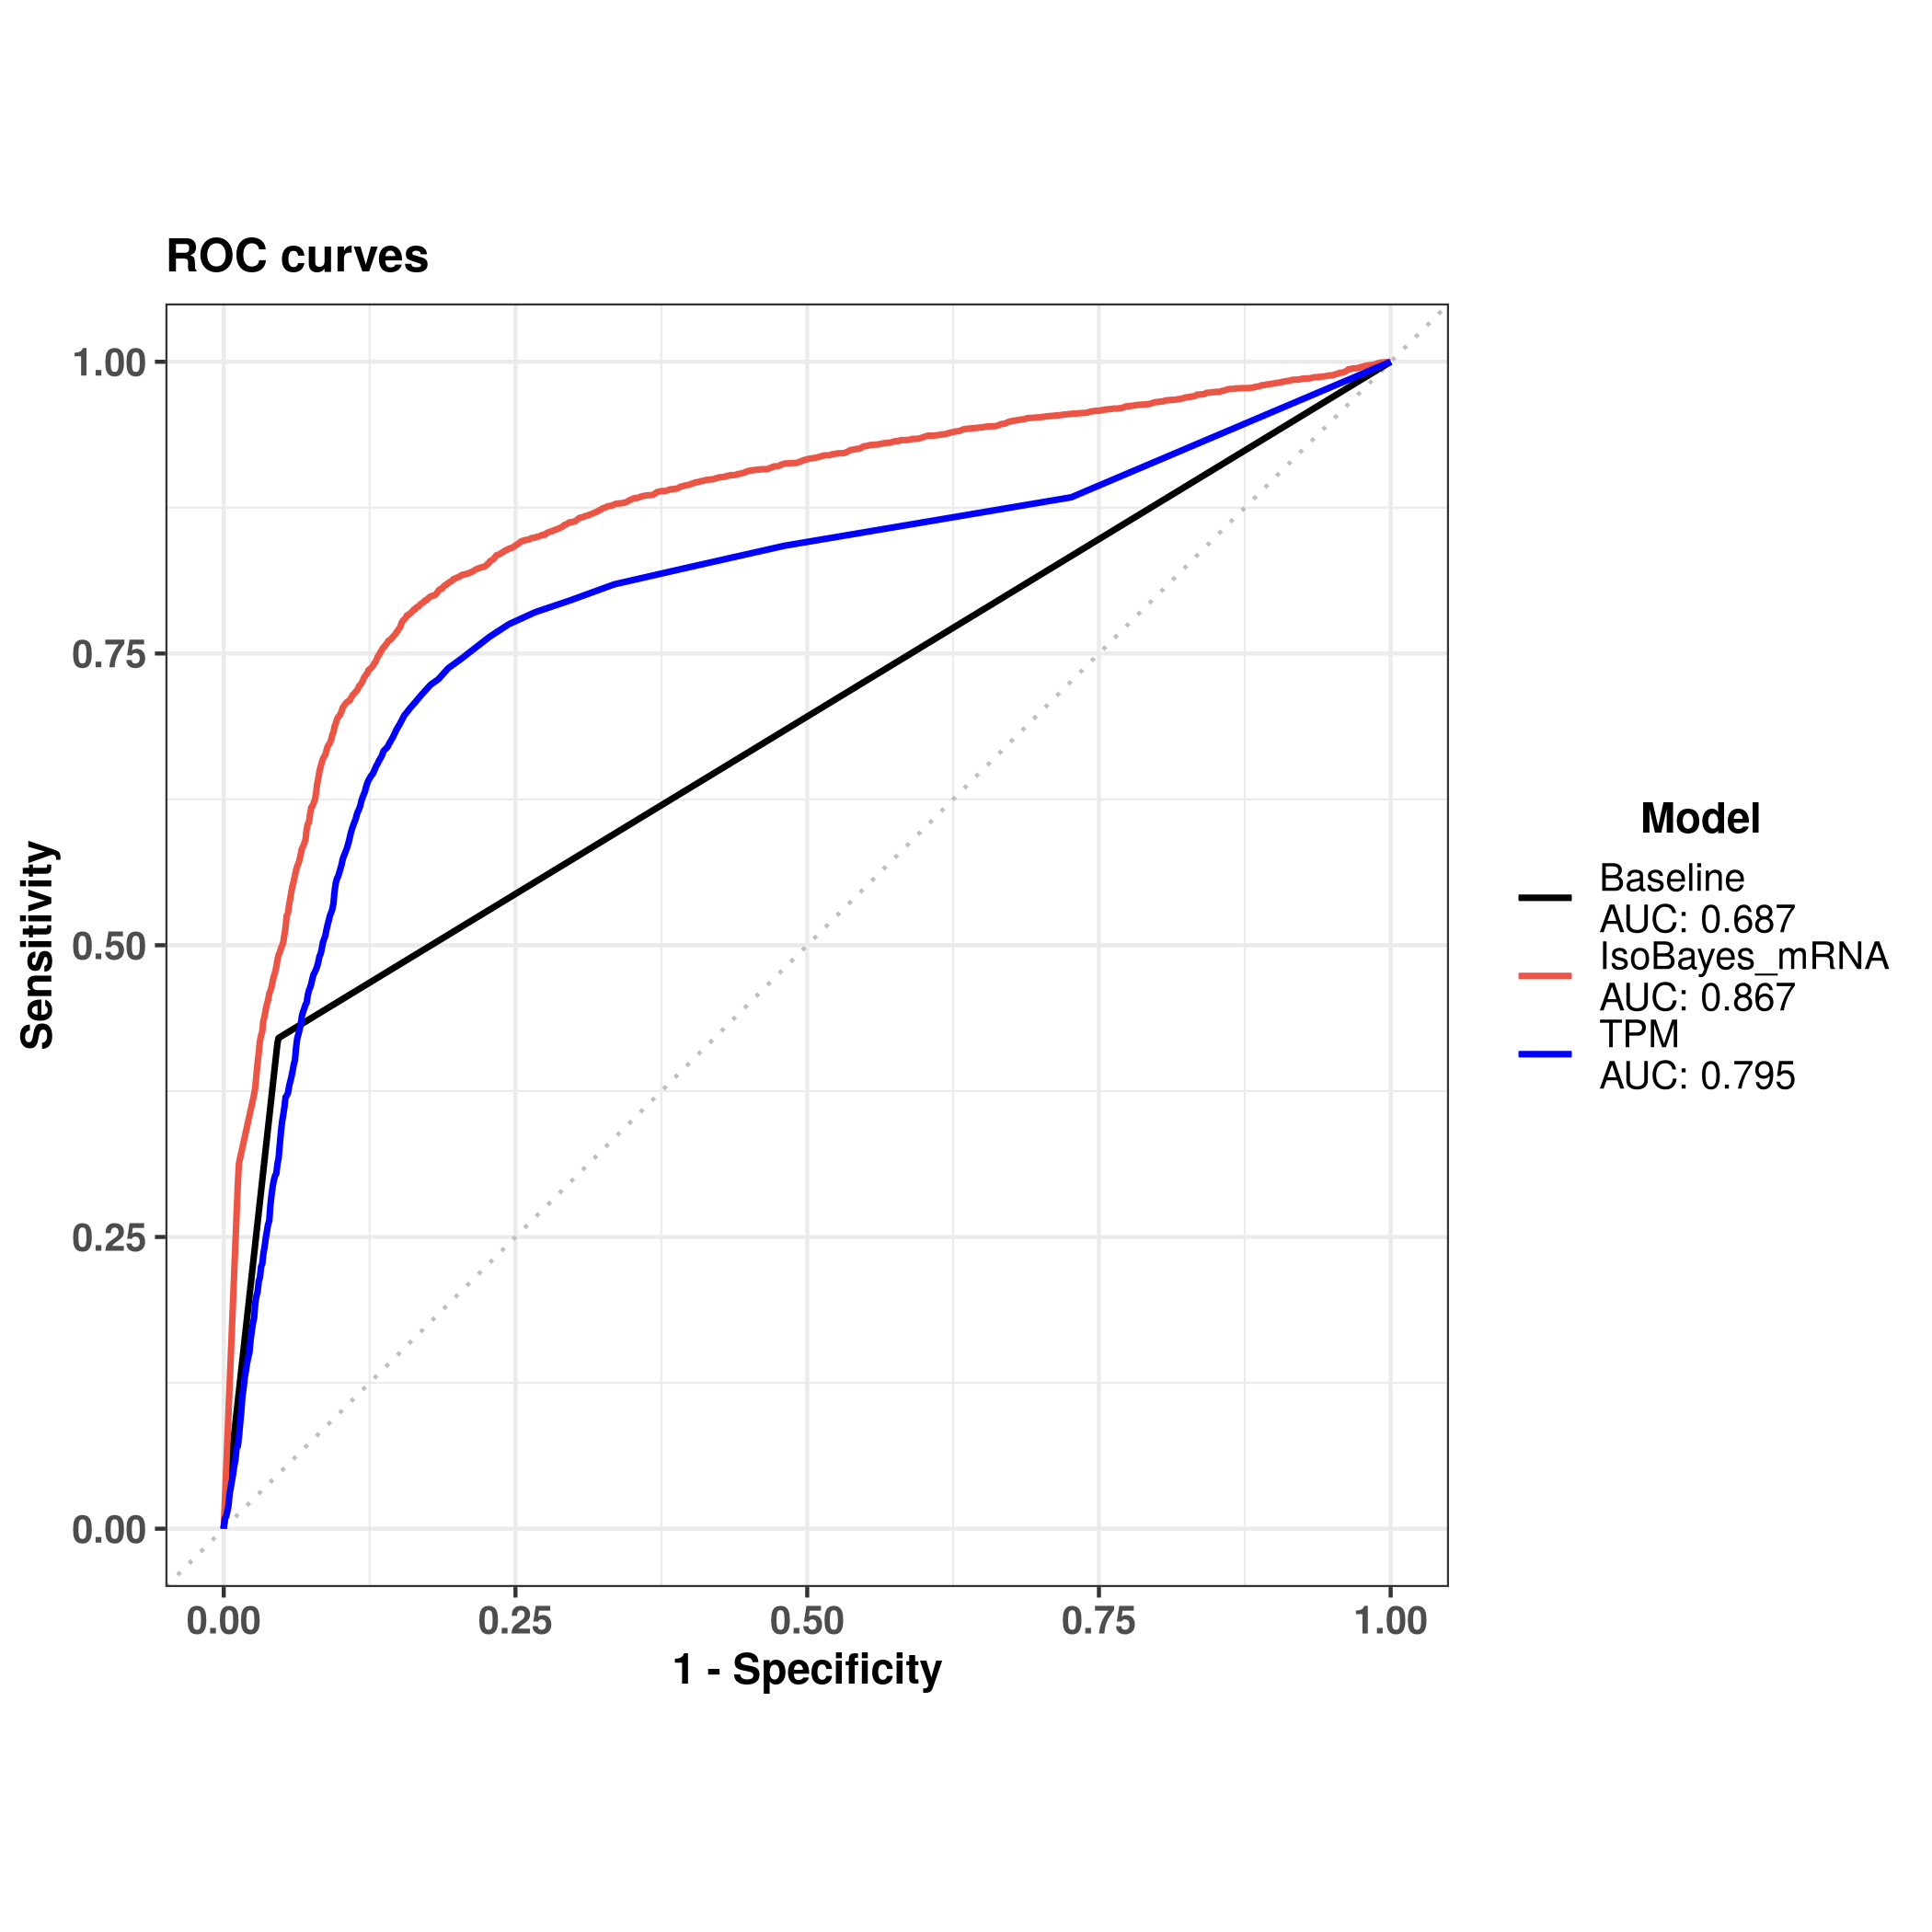 ROC curves
1.00
0.75
0.50
0.25
0.00
Sensitivity
0.00
0.25
0.50
0.75
1.00
1 - Specificity
Model
Baseline
AUC: 0.687
IsoBayes_mRNA
AUC: 0.867
TPM
AUC: 0.795